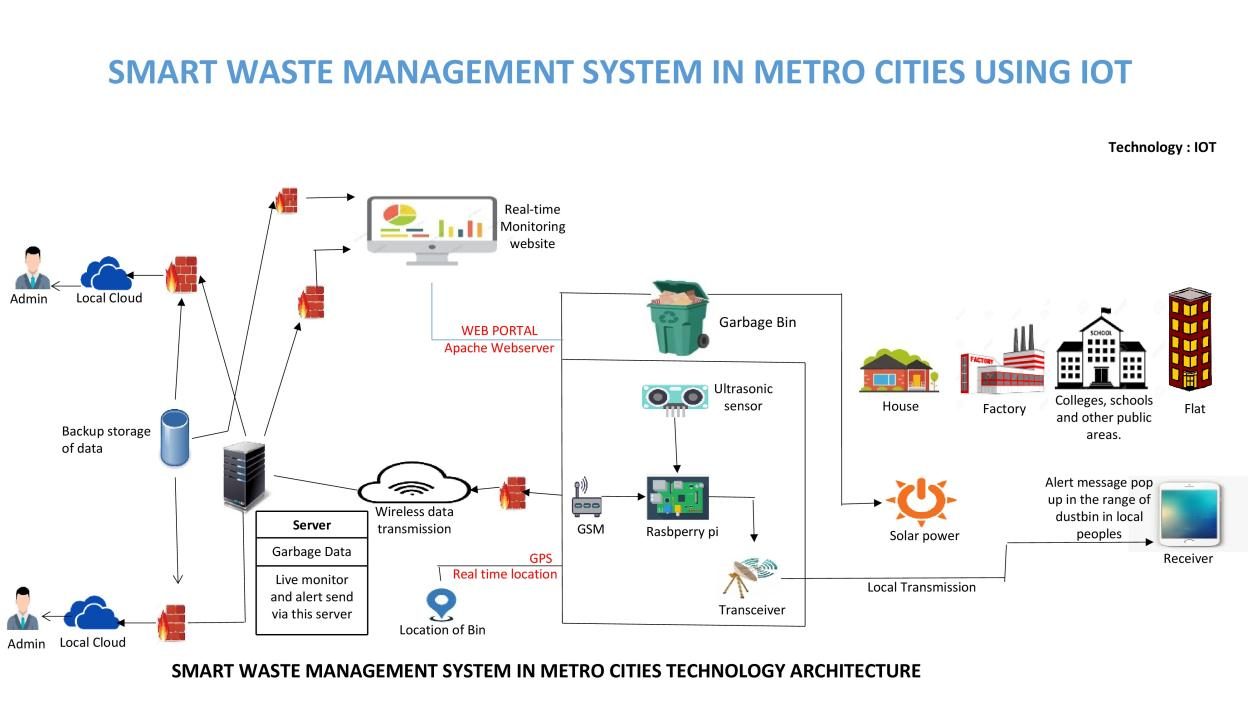 SMART WASTE MANAGEMENT SYSTEM IN METRO CITIES USING IOT
Technology : IOT
Real-time
Monitoring
website
Admin
Local Cloud
WEB PORTAL
Apache Webserver
Garbage Bin
Ultrasonic
sensor
House
FACTORY
Factory
SCHOOL
Colleges, schools
and other public
areas.
Flat
Backup storage
of data
Wireless data
transmission
GSM
Rasbperry pi
Solar power
Alert message pop
up in the range of
dustbin in local
peoples
Receiver
Server
Garbage Data
Live monitor
and alert send
via this server
GPS
Real time location
Location of Bin
Transceiver
Local Transmission
Admin
Local Cloud
SMART WASTE MANAGEMENT SYSTEM IN METRO CITIES TECHNOLOGY ARCHITECTURE